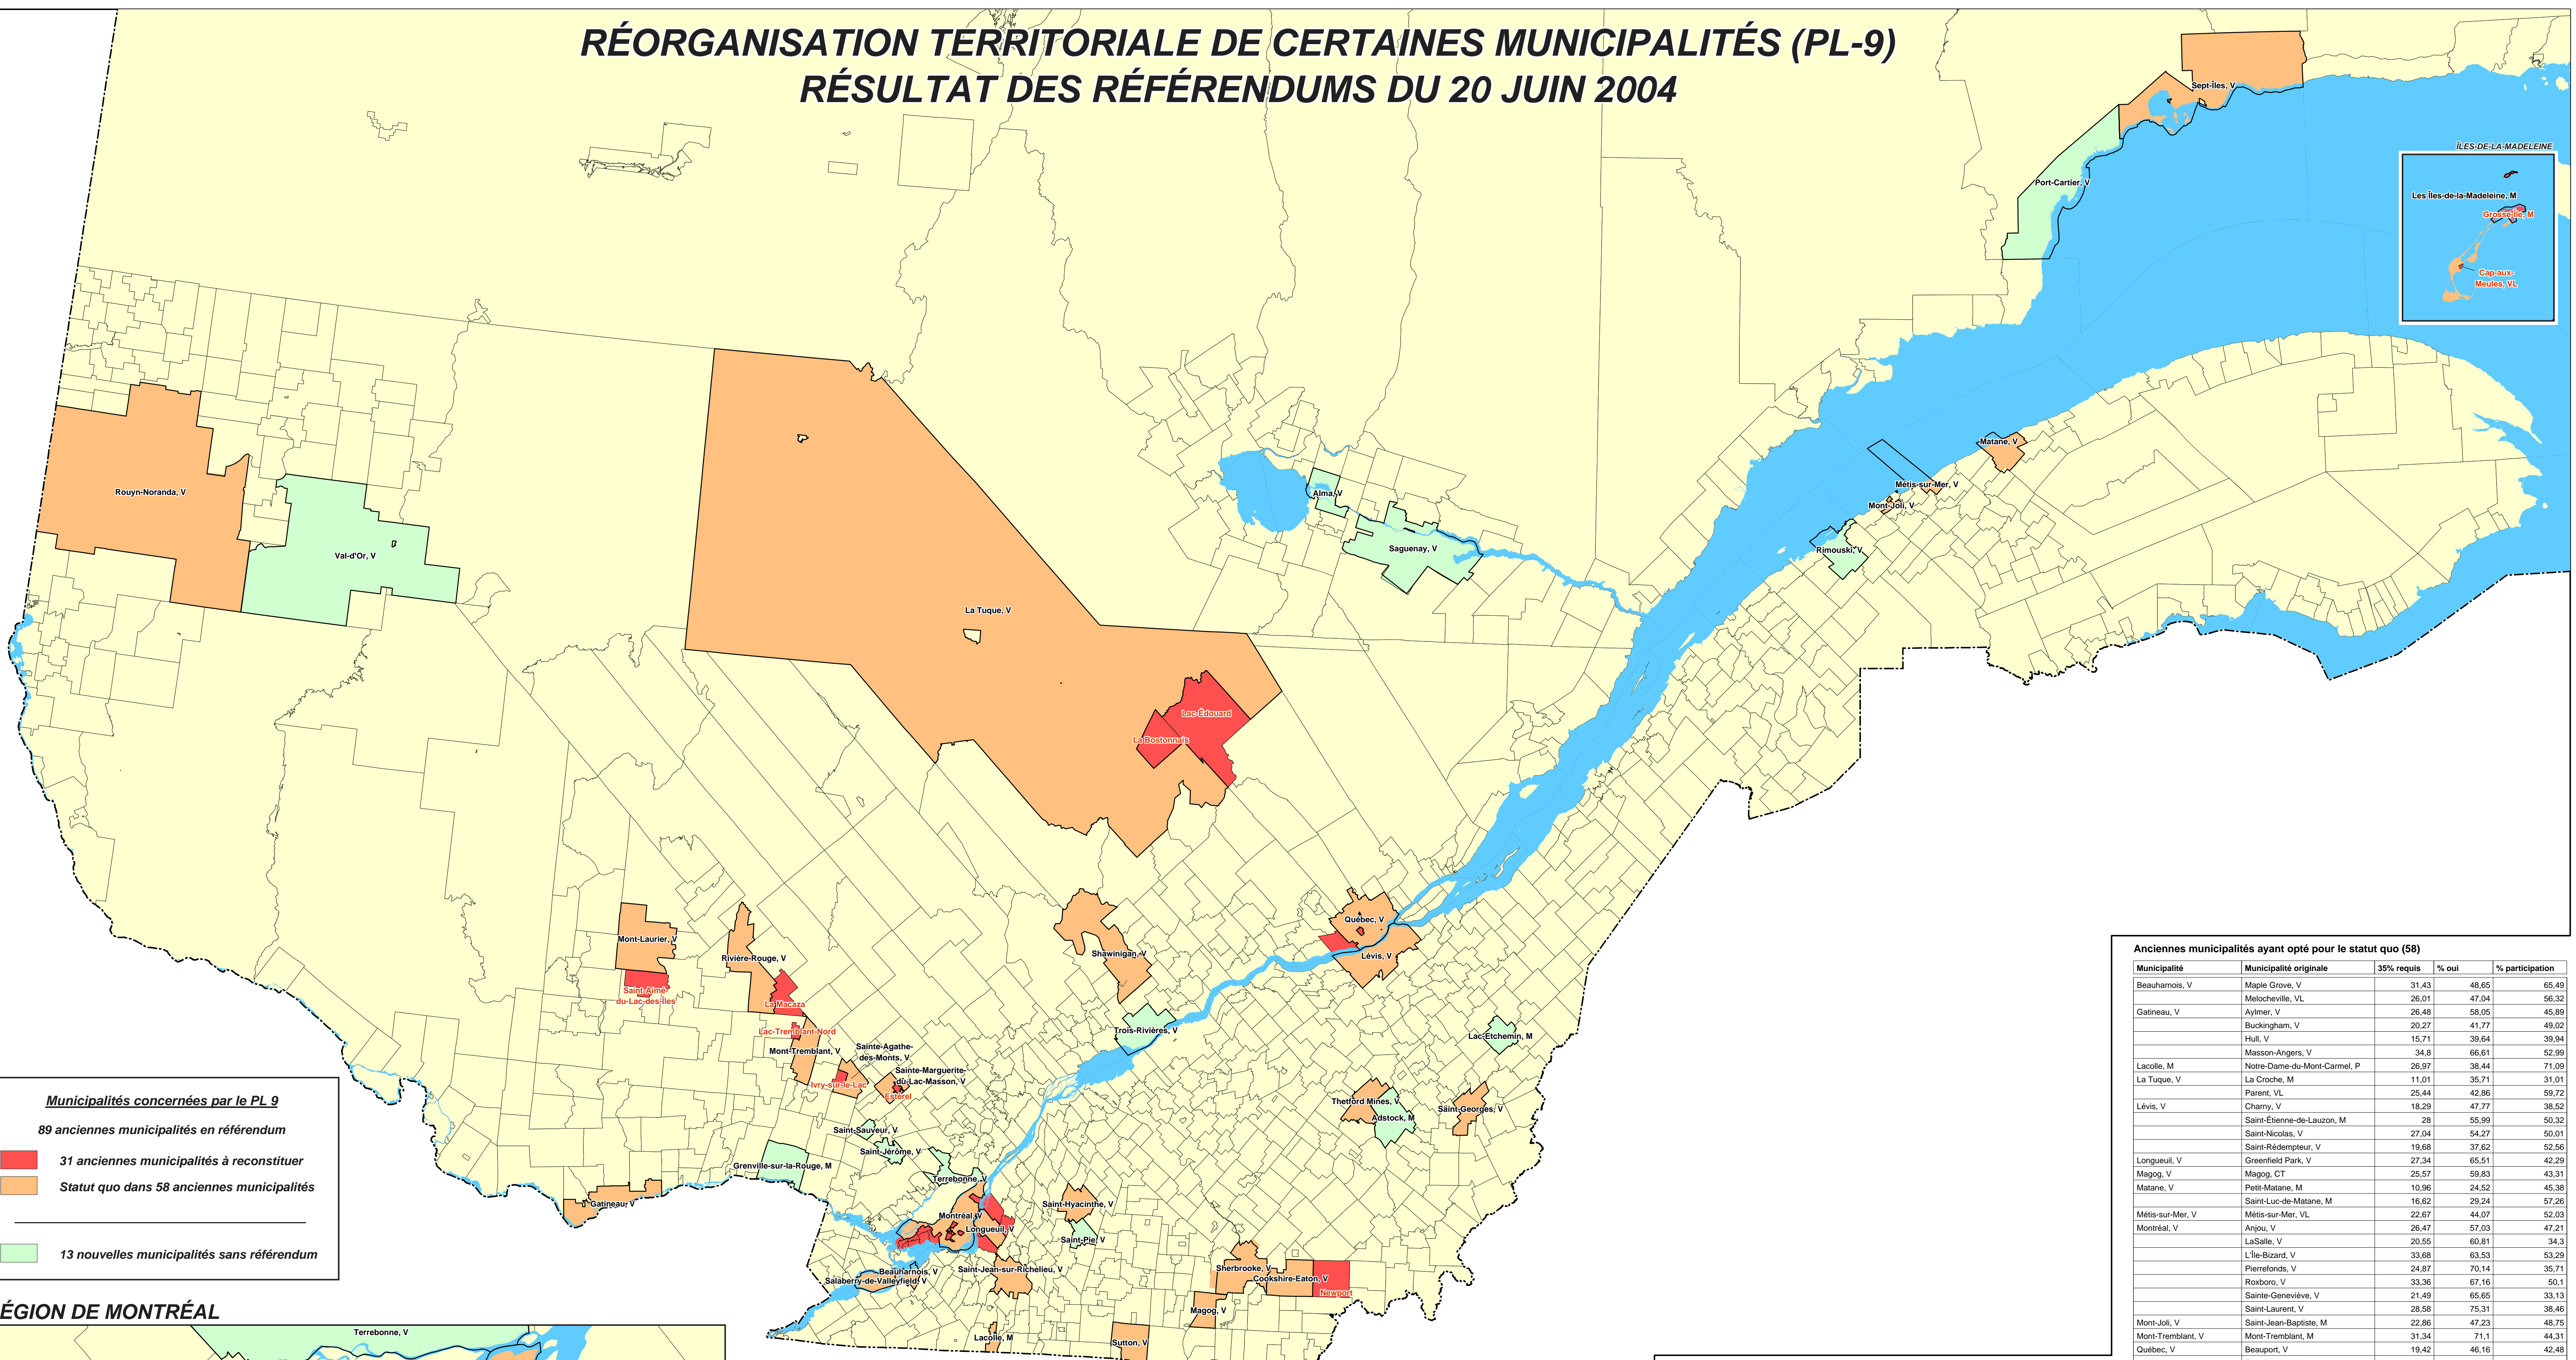 RÉORGANISATION TERRITORIALE DE CERTAINES MUNICIPALITÉS (PL-9)
RÉSULTAT DES RÉFÉRENDUMS DU 20 JUIN 2004
Sept-Îles, V
ÎLES-DE-LA-MADELEINE
Port-Cartier, V
Les Îles-de-la-Madeleine, M
Grosse-Île, M
Cap-aux-
Meules, VL
Matane, V
Métis-sur-Mer, V
Mont-Joli, V
Rimouski, V
Rouyn-Noranda, V
Val-d'Or, V
Alma, V
Saguenay, V
La Tuque, V
Lac-Édouard
La Bostonnais
Québec, V
Lévis, V
Mont-Laurier, V
Rivière-Rouge, V
Shawinigan, V
Saint-Aimé-
du-Lac-des-Îles
La Macaza
Lac-Tremblant-Nord
Mont-Tremblant, V
Trois-Rivières, V
Lac-Etchemin, M
Sainte-Agathe-
des-Monts, V
Sainte-Marguerite-
du-Lac-Masson, V
Ivry-sur-le-Lac
Estérel
Thetford Mines, V
Adstock, M
Saint-Georges, V
Saint-Sauveur, V
Saint-Jérôme, V
Grenville-sur-la-Rouge, M
Terrebonne, V
Gatineau, V
Saint-Hyacinthe, V
Montréal, V
Longueuil, V
Saint-Pie, V
Beauharnois, V
Salaberry-de-Valleyfield, V
Saint-Jean-sur-Richelieu, V
Sherbrooke, V
Cookshire-Eaton, V
Newport
Magog, V
Lacolle, M
Sutton, V
Municipalités concernées par le PL 9
89 anciennes municipalités en référendum
31 anciennes municipalités à reconstituer
Statut quo dans 58 anciennes municipalités
13 nouvelles municipalités sans référendum
ÉGION DE MONTRÉAL
Terrebonne, V
Anciennes municipalités ayant opté pour le statut quo (58)
Municipalité Municipalité originale 35% requis % oui % participation
Beauharnois, V Maple Grove, V 31,43 48,65 65,49
Melocheville, VL 26,01 47,04 56,32
Gatineau, V Aylmer, V 26,48 58,05 45,89
Buckingham, V 20,27 41,77 49,02
Hull, V 15,71 39,64 39,94
Masson-Angers, V 34,8 66,61 52,99
Lacolle, M Notre-Dame-du-Mont-Carmel, P 26,97 38,44 71,09
La Tuque, V La Croche, M 11,01 35,71 31,01
Parent, VL 25,44 42,86 59,72
Lévis, V Charny, V 18,29 47,77 38,52
Saint-Étienne-de-Lauzon, M 28 55,99 50,32
Saint-Nicolas, V 27,04 54,27 50,01
Saint-Rédempteur, V 19,68 37,62 52,56
Longueuil, V Greenfield Park, V 27,34 65,51 42,29
Magog, V Magog, CT 25,57 59,83 43,31
Matane, V Petit-Matane, M 10,96 24,52 45,38
Saint-Luc-de-Matane, M 16,62 29,24 57,26
Métis-sur-Mer, V Métis-sur-Mer, VL 22,67 44,07 52,03
Montréal, V Anjou, V 26,47 57,03 47,21
LaSalle, V 20,55 60,81 34,3
L'Île-Bizard, V 33,68 63,53 53,29
Pierrefonds, V 24,87 70,14 35,71
Roxboro, V 33,36 67,16 50,1
Sainte-Geneviève, V 21,49 65,65 33,13
Saint-Laurent, V 28,58 75,31 38,46
Mont-Joli, V Saint-Jean-Baptiste, M 22,86 47,23 48,75
Mont-Tremblant, V Mont-Tremblant, M 31,34 71,1 44,31
Québec, V Beauport, V 19,42 46,16 42,48